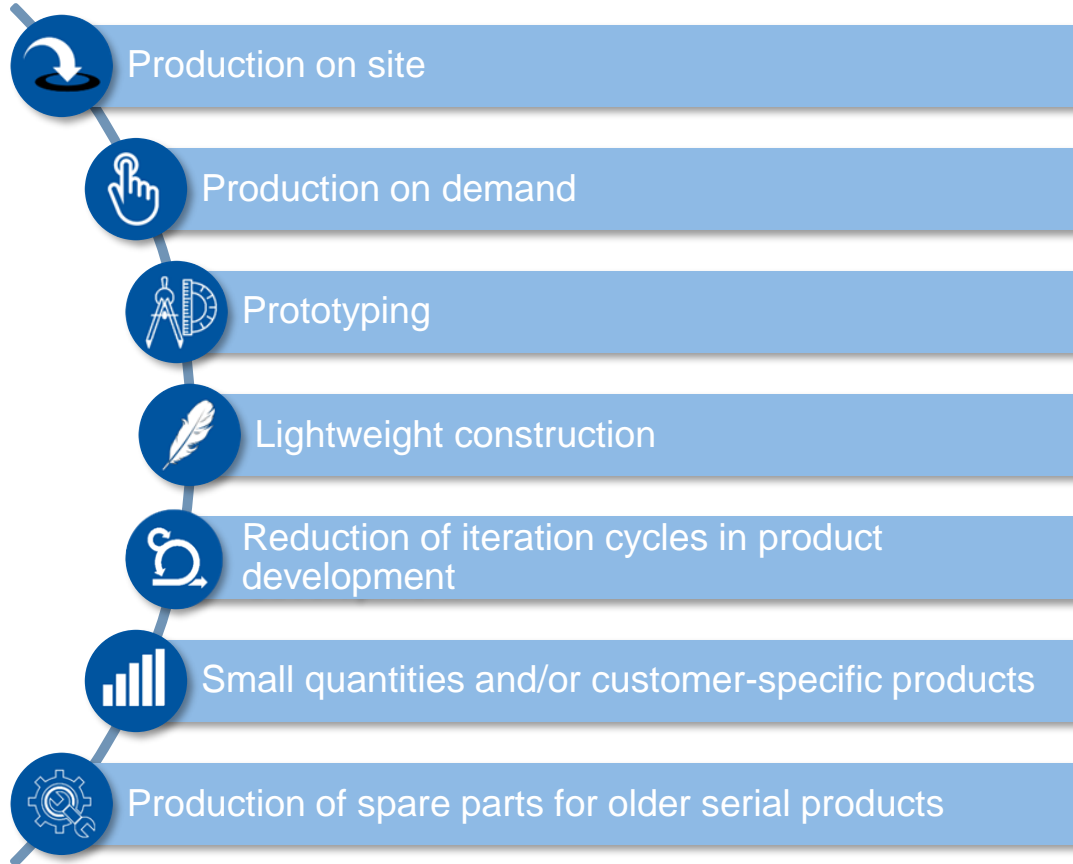 Production on site
Production on demand
Prototyping
Lightweight construction
Reduction of iteration cycles in product
development
Small quantities and/or customer-specific products
Production of spare parts for older serial products